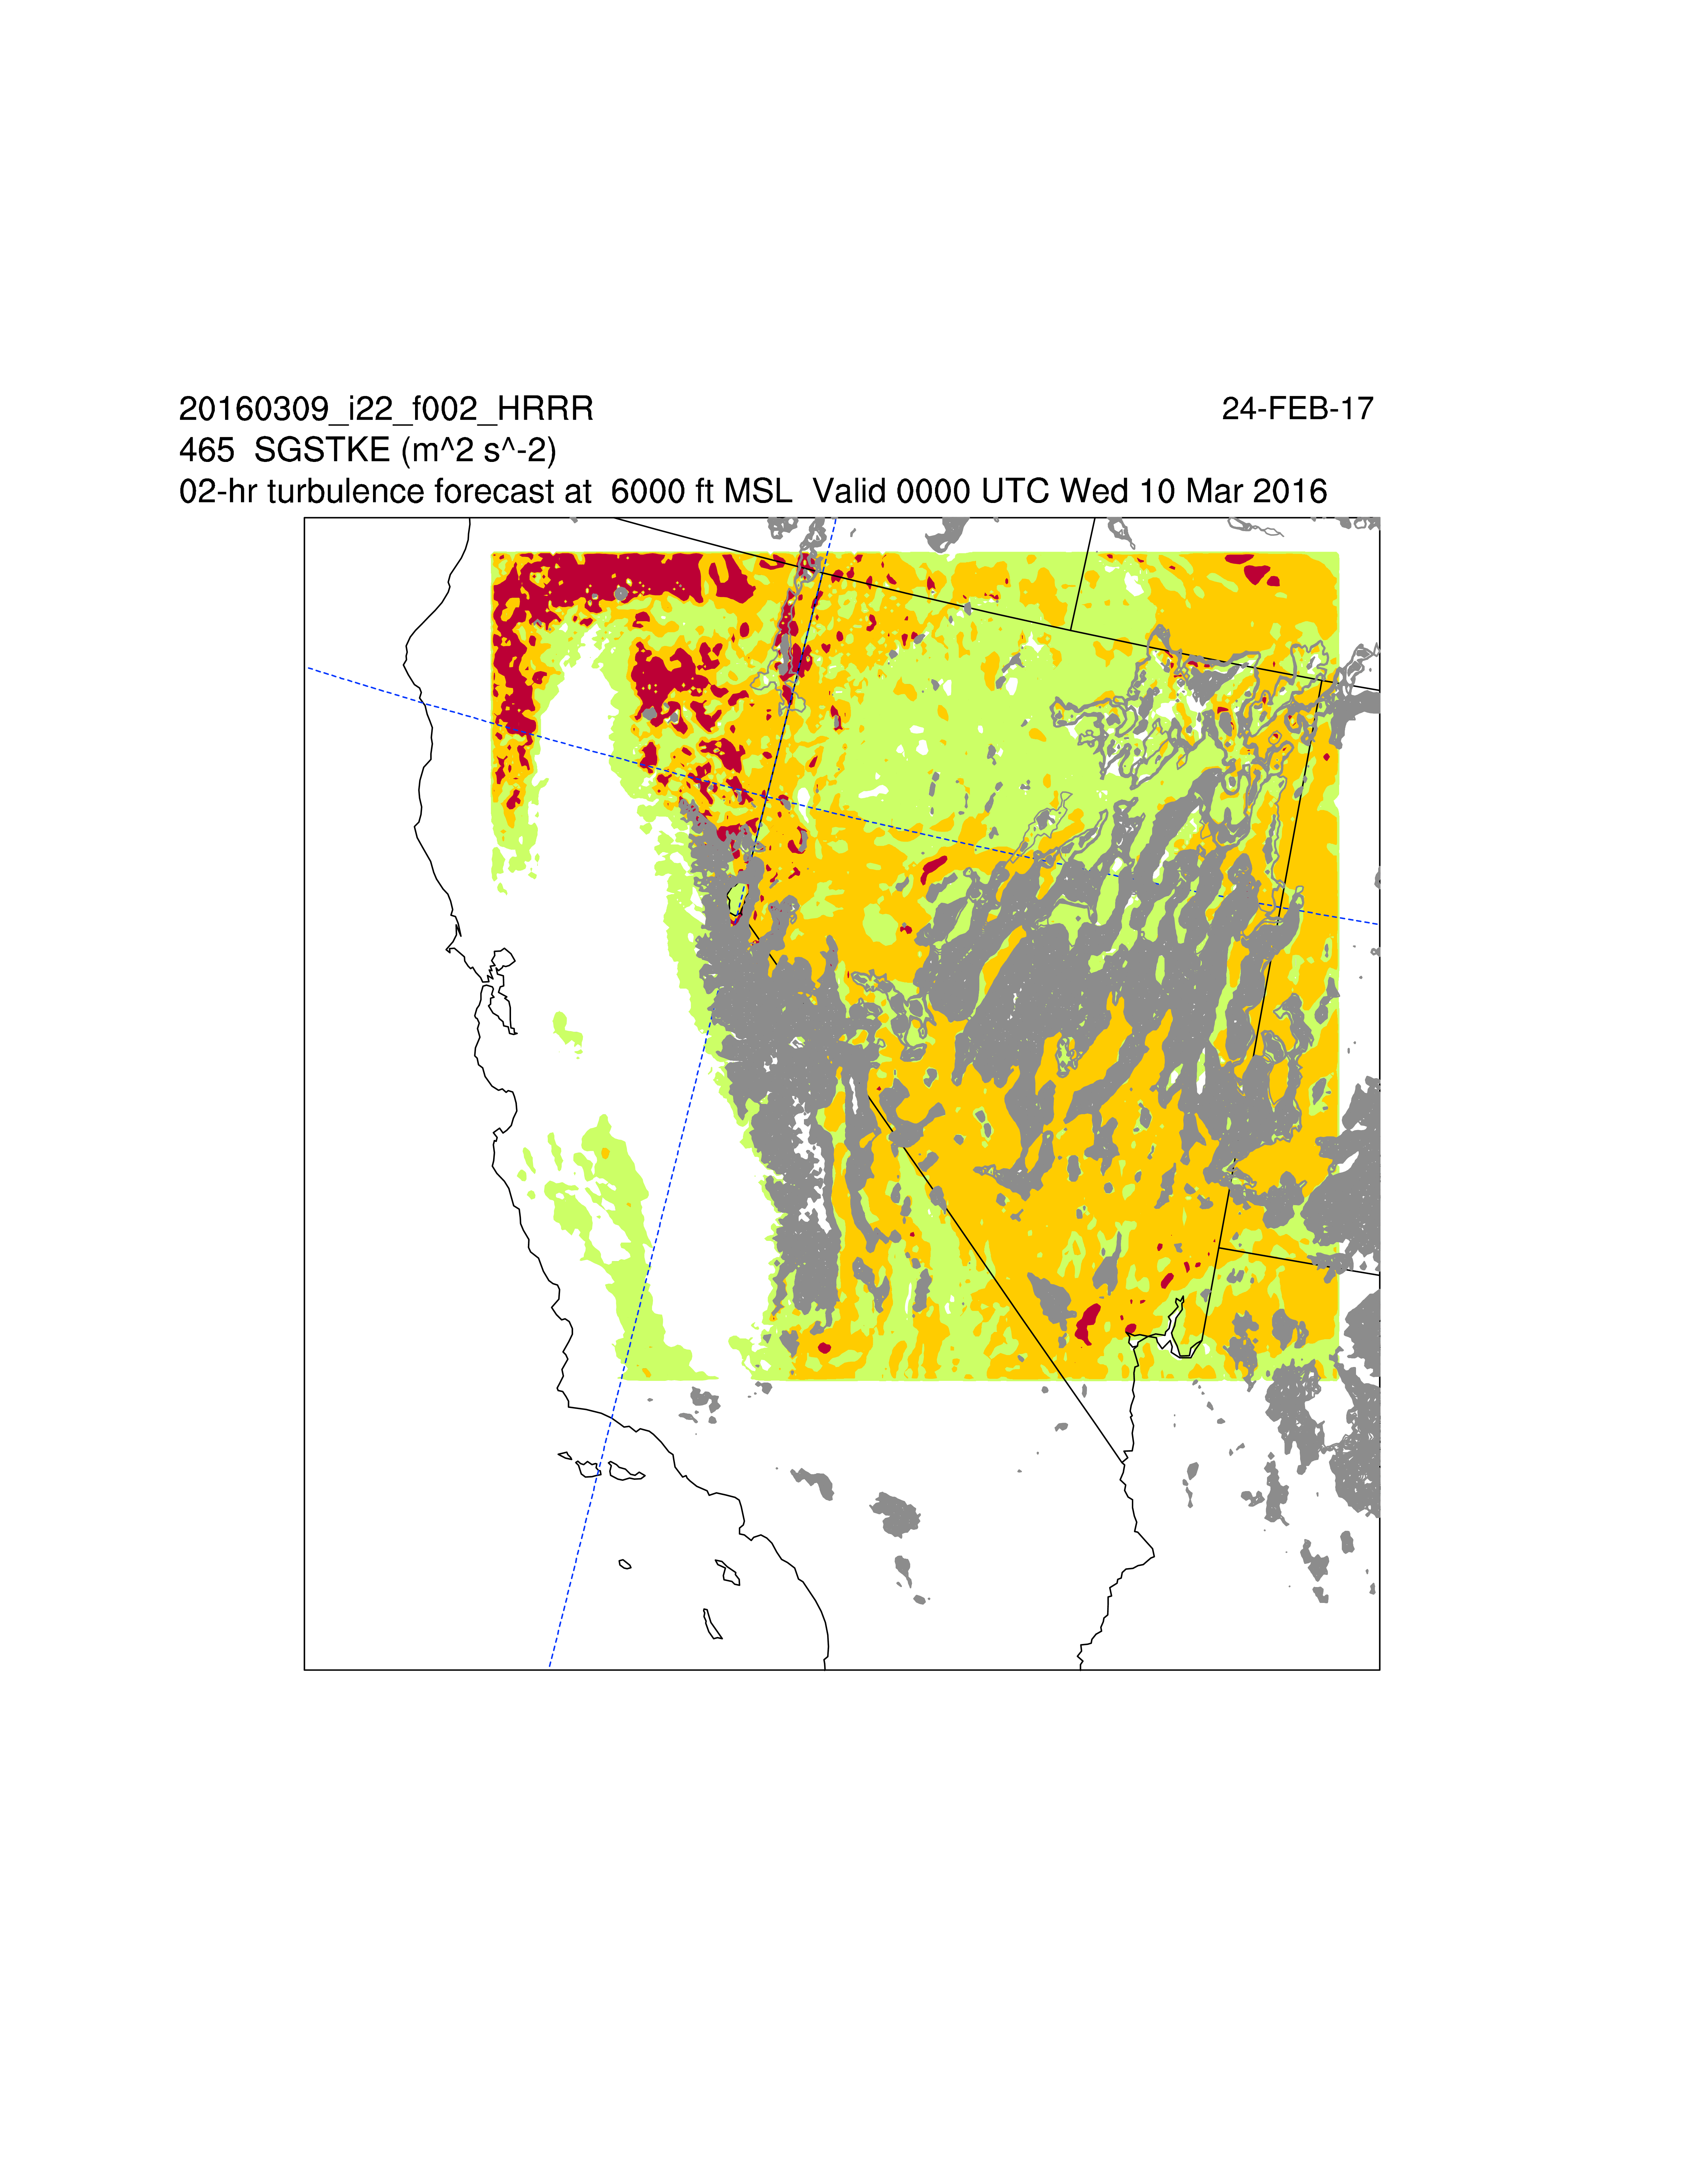 20160309_i22_f002_HRRR 24-FEB-17
465 SGSTKE (m^2 s^-2)
02-hr turbulence forecast at 6000 ft MSL Valid 0000 UTC Wed 10 Mar 2016